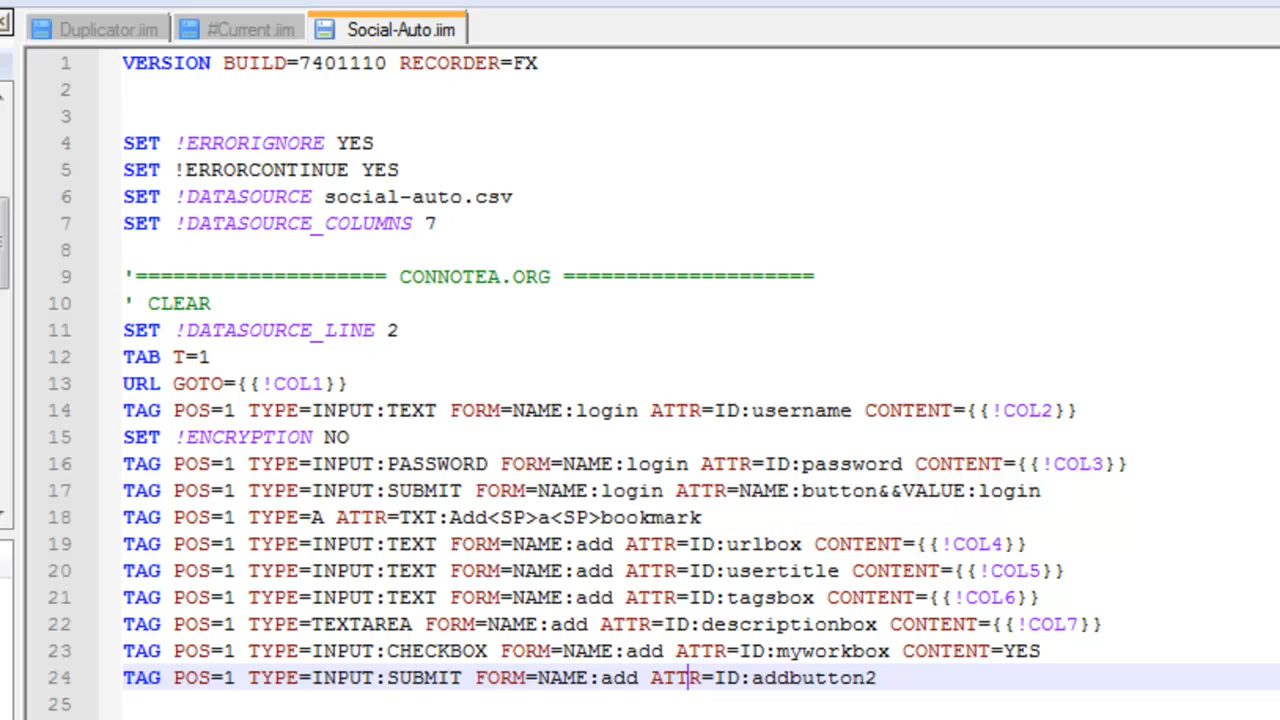 Duplicator.iim #Current.iim Social-Auto.iim
1 VERSION BUILD=7401110 RECORDER=FX
2
3
4 SET !ERRORIGNORE YES
5 SET !ERRORCONTINUE YES
6 SET !DATASOURCE social-auto.csv
7 SET !DATASOURCE_COLUMNS 7
8
9 '==================== CONNOTEA.ORG ====================
10 ' CLEAR
11 SET !DATASOURCE_LINE 2
12 TAB T=1
13 URL GOTO={{!COL1}}
14 TAG POS=1 TYPE=INPUT:TEXT FORM=NAME:login ATTR=ID:username CONTENT={{!COL2}}
15 SET !ENCRYPTION NO
16 TAG POS=1 TYPE=INPUT:PASSWORD FORM=NAME:login ATTR=ID:password CONTENT={{!COL3}}
17 TAG POS=1 TYPE=INPUT:SUBMIT FORM=NAME:login ATTR=NAME:button&&VALUE:login
18 TAG POS=1 TYPE=A ATTR=TXT:Add<SP>a<SP>bookmark
19 TAG POS=1 TYPE=INPUT:TEXT FORM=NAME:add ATTR=ID:urlbox CONTENT={{!COL4}}
20 TAG POS=1 TYPE=INPUT:TEXT FORM=NAME:add ATTR=ID:usertitle CONTENT={{!COL5}}
21 TAG POS=1 TYPE=INPUT:TEXT FORM=NAME:add ATTR=ID:tagsbox CONTENT={{!COL6}}
22 TAG POS=1 TYPE=TEXTAREA FORM=NAME:add ATTR=ID:descriptionbox CONTENT={{!COL7}}
23 TAG POS=1 TYPE=INPUT:CHECKBOX FORM=NAME:add ATTR=ID:myworkbox CONTENT=YES
24 TAG POS=1 TYPE=INPUT:SUBMIT FORM=NAME:add ATTR=ID:addbutton2
25